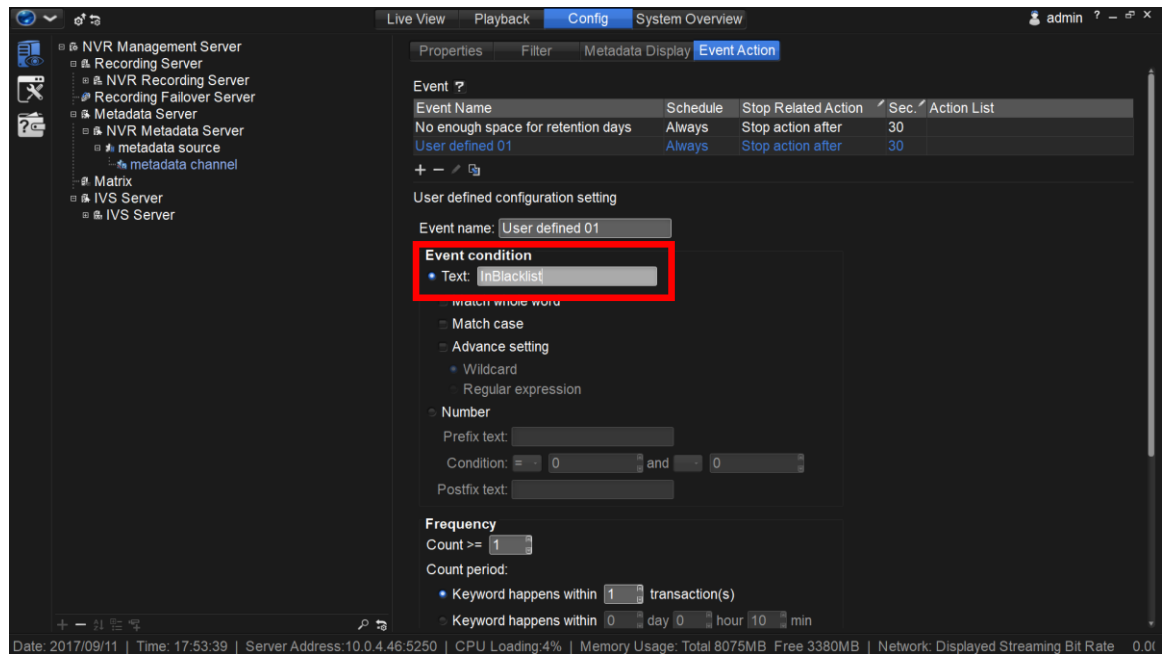 Live View Playback Config System Overview admin ? – ×
NVR Management Server
Recording Server
NVR Recording Server
Recording Failover Server
Metadata Server
NVR Metadata Server
metadata source
metadata channel
Matrix
IVS Server
IVS Server
Properties Filter Metadata Display Event Action
Event ?
Event Name Schedule Stop Related Action Sec. Action List
No enough space for retention days Always Stop action after 30
User defined 01 Always Stop action after 30
User defined configuration setting
Event name: User defined 01
Event condition
Text: InBlacklist
Match whole word
Match case
Advance setting
Wildcard
Regular expression
Number
Prefix text:
Condition: = 0 and - 0
Postfix text:
Frequency
Count >= 1
Count period:
Keyword happens within 1 transaction(s)
Keyword happens within 0 day 0 hour 10 min
Date: 2017/09/11 | Time: 17:53:39 | Server Address:10.0.4.46:5250 | CPU Loading:4% | Memory Usage: Total 8075MB Free 3380MB | Network: Displayed Streaming Bit Rate